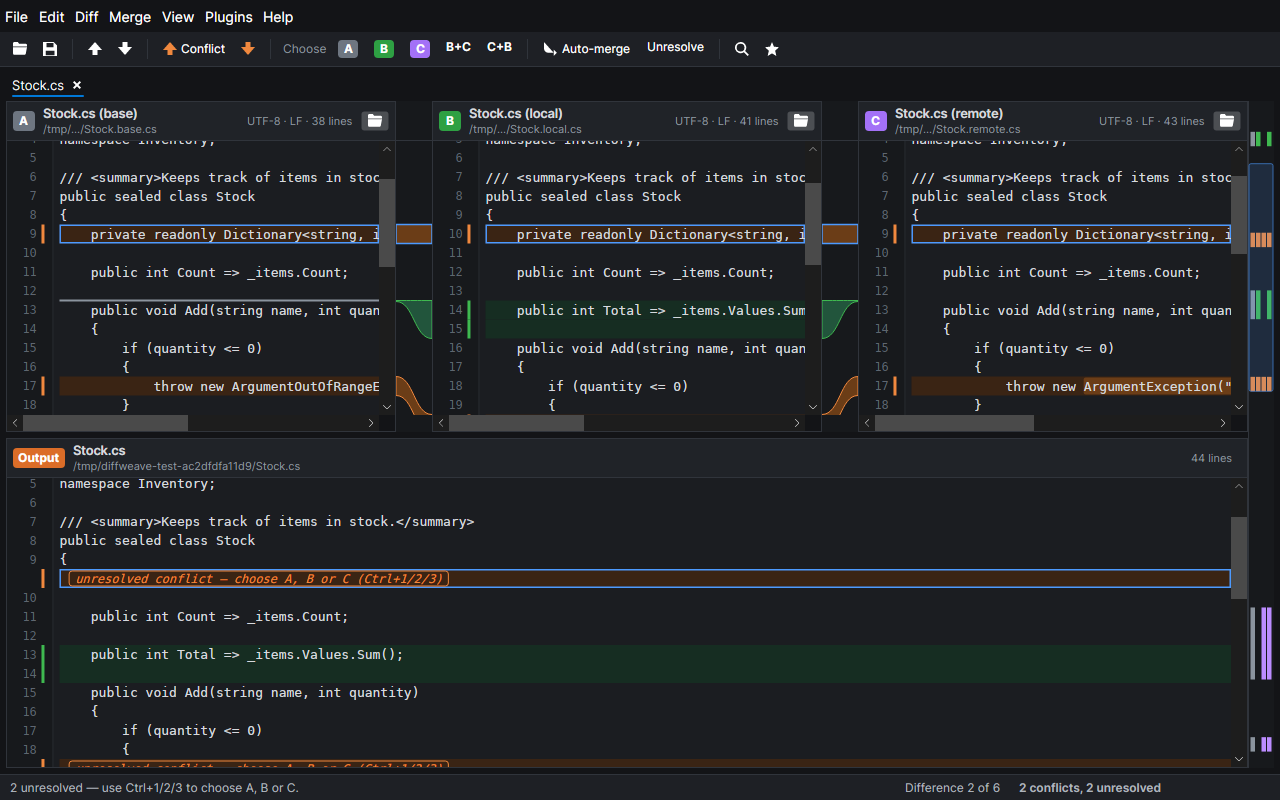 File Edit Diff Merge View Plugins Help
Conflict Choose A B C B+C C+B Auto-merge Unresolve
Stock.cs ×
A Stock.cs (base) /tmp/.../Stock.base.cs UTF-8 · LF · 38 lines
5
6 /// <summary>Keeps track of items in stoc
7 public sealed class Stock
8 {
9 private readonly Dictionary<string, i
10
11 public int Count => _items.Count;
12
13 public void Add(string name, int quan
14 {
15 if (quantity <= 0)
16 {
17 throw new ArgumentOutOfRangeE
18 }
B Stock.cs (local) /tmp/.../Stock.local.cs UTF-8 · LF · 41 lines
6
7 /// <summary>Keeps track of items in stoc
8 public sealed class Stock
9 {
10 private readonly Dictionary<string, i
11
12 public int Count => _items.Count;
13
14 public int Total => _items.Values.Sum
15
16 public void Add(string name, int quan
17 {
18 if (quantity <= 0)
19 {
C Stock.cs (remote) /tmp/.../Stock.remote.cs UTF-8 · LF · 43 lines
5
6 /// <summary>Keeps track of items in stoc
7 public sealed class Stock
8 {
9 private readonly Dictionary<string, i
10
11 public int Count => _items.Count;
12
13 public void Add(string name, int quan
14 {
15 if (quantity <= 0)
16 {
17 throw new ArgumentException("
18 }
Output Stock.cs /tmp/diffweave-test-ac2dfdfa11d9/Stock.cs 44 lines
5 namespace Inventory;
6
7 /// <summary>Keeps track of items in stock.</summary>
8 public sealed class Stock
9 {
unresolved conflict — choose A, B or C (Ctrl+1/2/3)
10
11 public int Count => _items.Count;
12
13 public int Total => _items.Values.Sum();
14
15 public void Add(string name, int quantity)
16 {
17 if (quantity <= 0)
18 {
unresolved conflict — choose A, B or C (Ctrl+1/2/3)
2 unresolved — use Ctrl+1/2/3 to choose A, B or C. Difference 2 of 6 2 conflicts, 2 unresolved